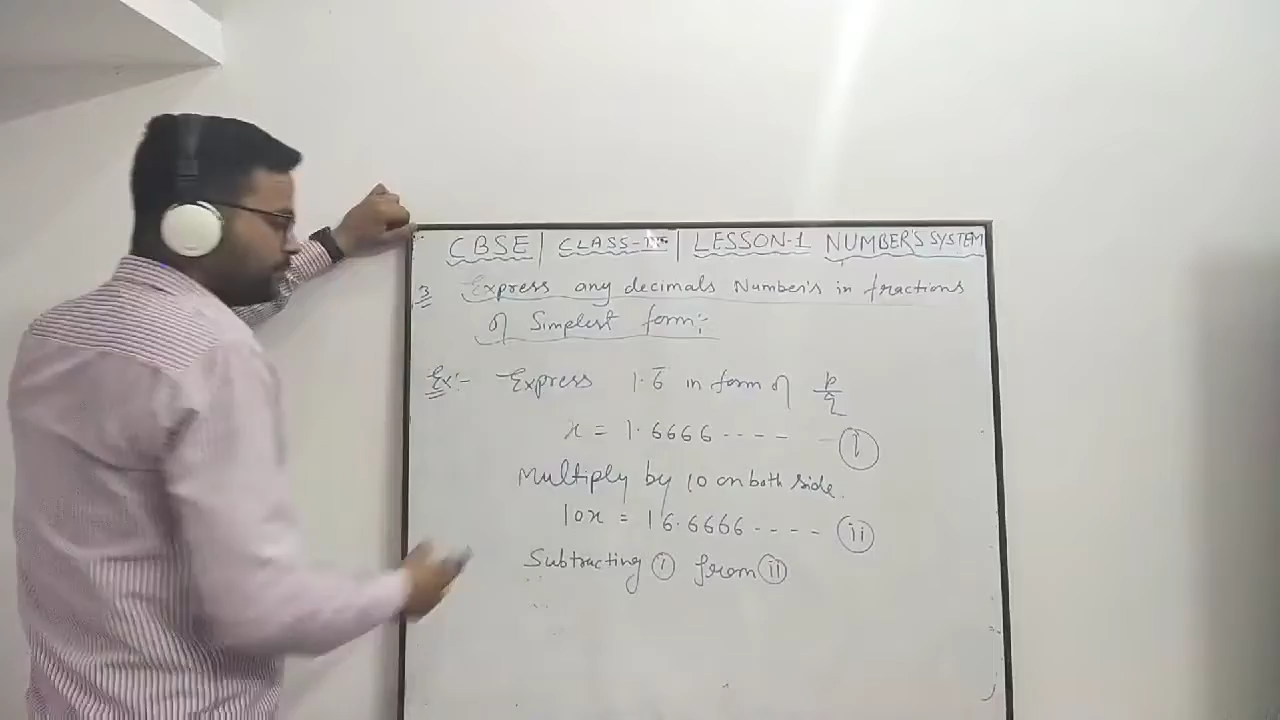 CBSE | CLASS- | LESSON-1 NUMBER'S SYSTEM
3 Express any decimals Number's in fractions
of Simplest form:-
Ex:- Express 1.6̅ in form of p/q
x = 1.6666---- - (i)
Multiply by 10 on both side.
10x = 16.6666---- (ii)
Subtracting (i) from (ii)